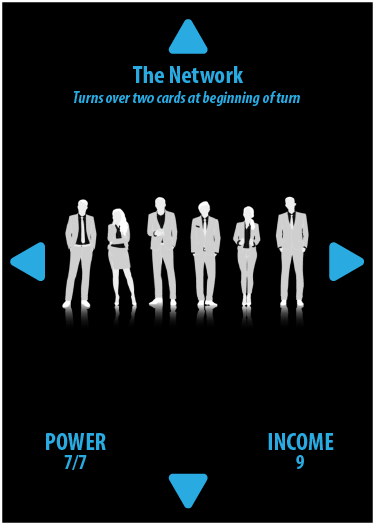 The Network
Turns over two cards at beginning of turn
POWER
7/7
INCOME
9